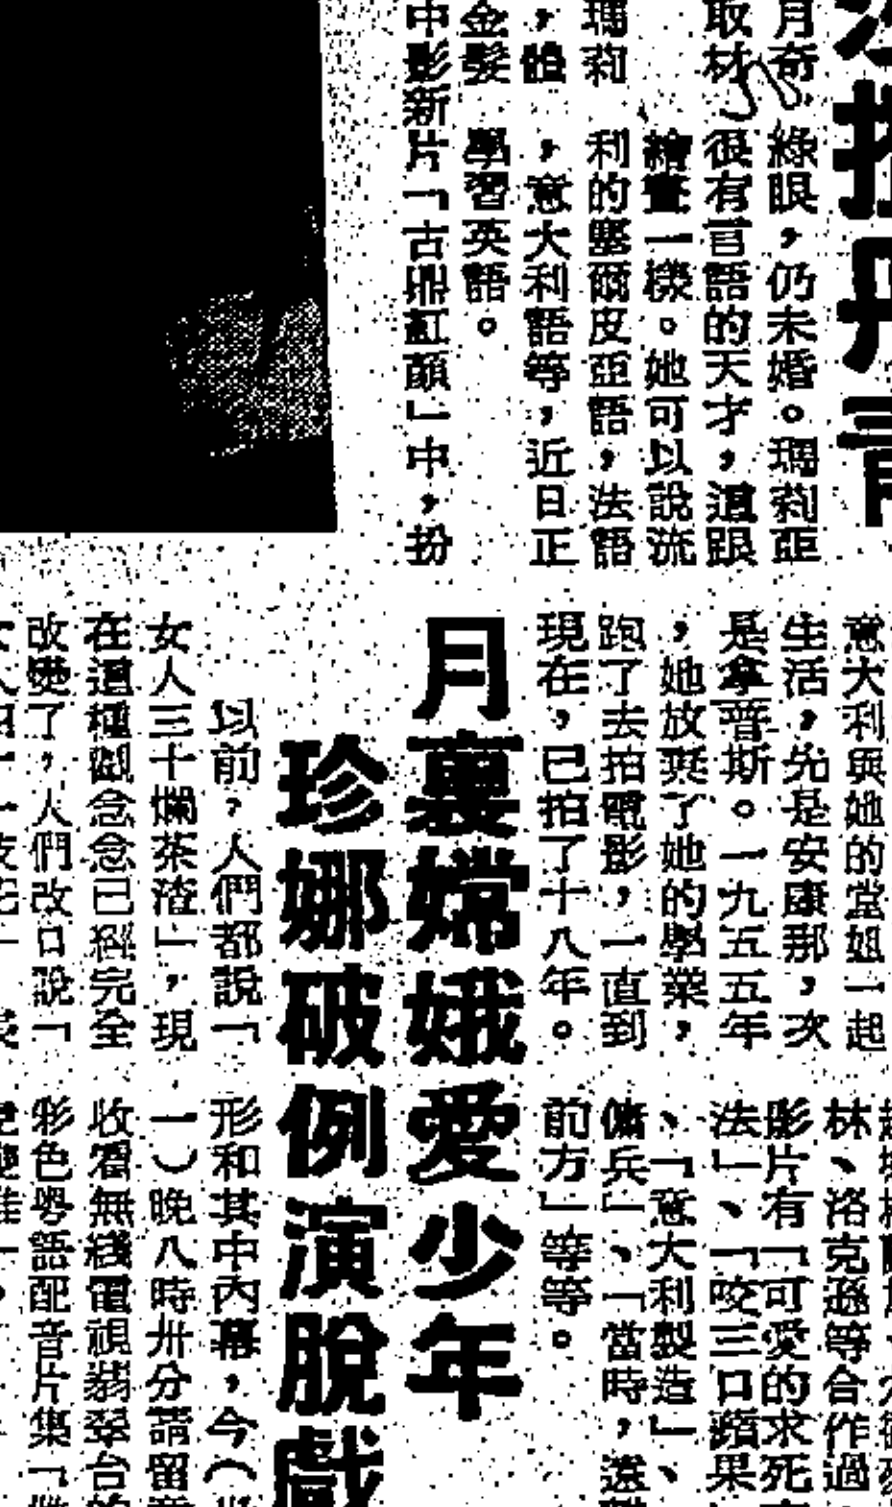 月奇
綠眼，仍未婚。瑪莉亞
取材
很有言語的天才，這跟
繪畫一樣。她可以說流
瑪莉
利的塞爾皮亞語，法語
，體
，意大利語等，近日正
金髮
學習英語。
中影新片「古鼎紅顏」中，扮
意大利與她的堂姐一起
生活，先是安康那，次
是拿普斯。一九五五年
，她放棄了她的學業，
跑了去拍電影，一直到
現在，已拍了十八年。
林、洛克遜等合作過
影片有「可愛的求死
法」、「咬三口蘋果
、「意大利製造」、
傭兵」、「當時，遠
前方」等等。
月裏嫦娥愛少年
珍娜破例演脫戲
以前，人們都說「
女人三十爛茶渣」，現
在這種觀念念已經完全
改變了，人們改口說「
形和其中內幕，今（
一）晚八時卅分請留意
收看無綫電視翡翠台的
彩色粵語配音片集「